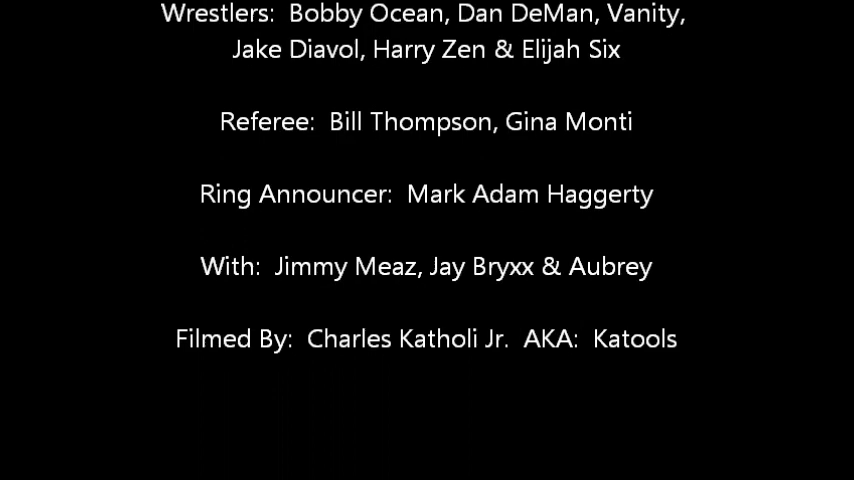 Wrestlers:  Bobby Ocean, Dan DeMan, Vanity,
Jake Diavol, Harry Zen & Elijah Six
Referee:  Bill Thompson, Gina Monti
Ring Announcer:  Mark Adam Haggerty
With:  Jimmy Meaz, Jay Bryxx & Aubrey
Filmed By:  Charles Katholi Jr.  AKA:  Katools